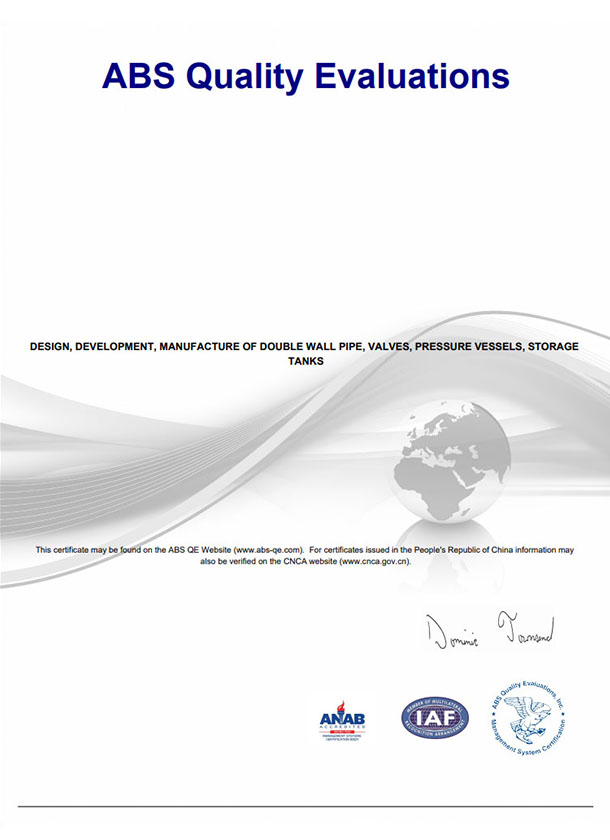 ABS Quality Evaluations
DESIGN, DEVELOPMENT, MANUFACTURE OF DOUBLE WALL PIPE, VALVES, PRESSURE VESSELS, STORAGE
TANKS
This certificate may be found on the ABS QE Website (www.abs-qe.com). For certificates issued in the People's Republic of China information may
also be verified on the CNCA website (www.cnca.gov.cn).
Dominic Townsend
ANAB
ACCREDITED
MANAGEMENT SYSTEMS
CERTIFICATION BODY
MEMBER OF MULTILATERAL
IAF
RECOGNITION ARRANGEMENT
ABS Quality Evaluations, Inc.
Management System Certification